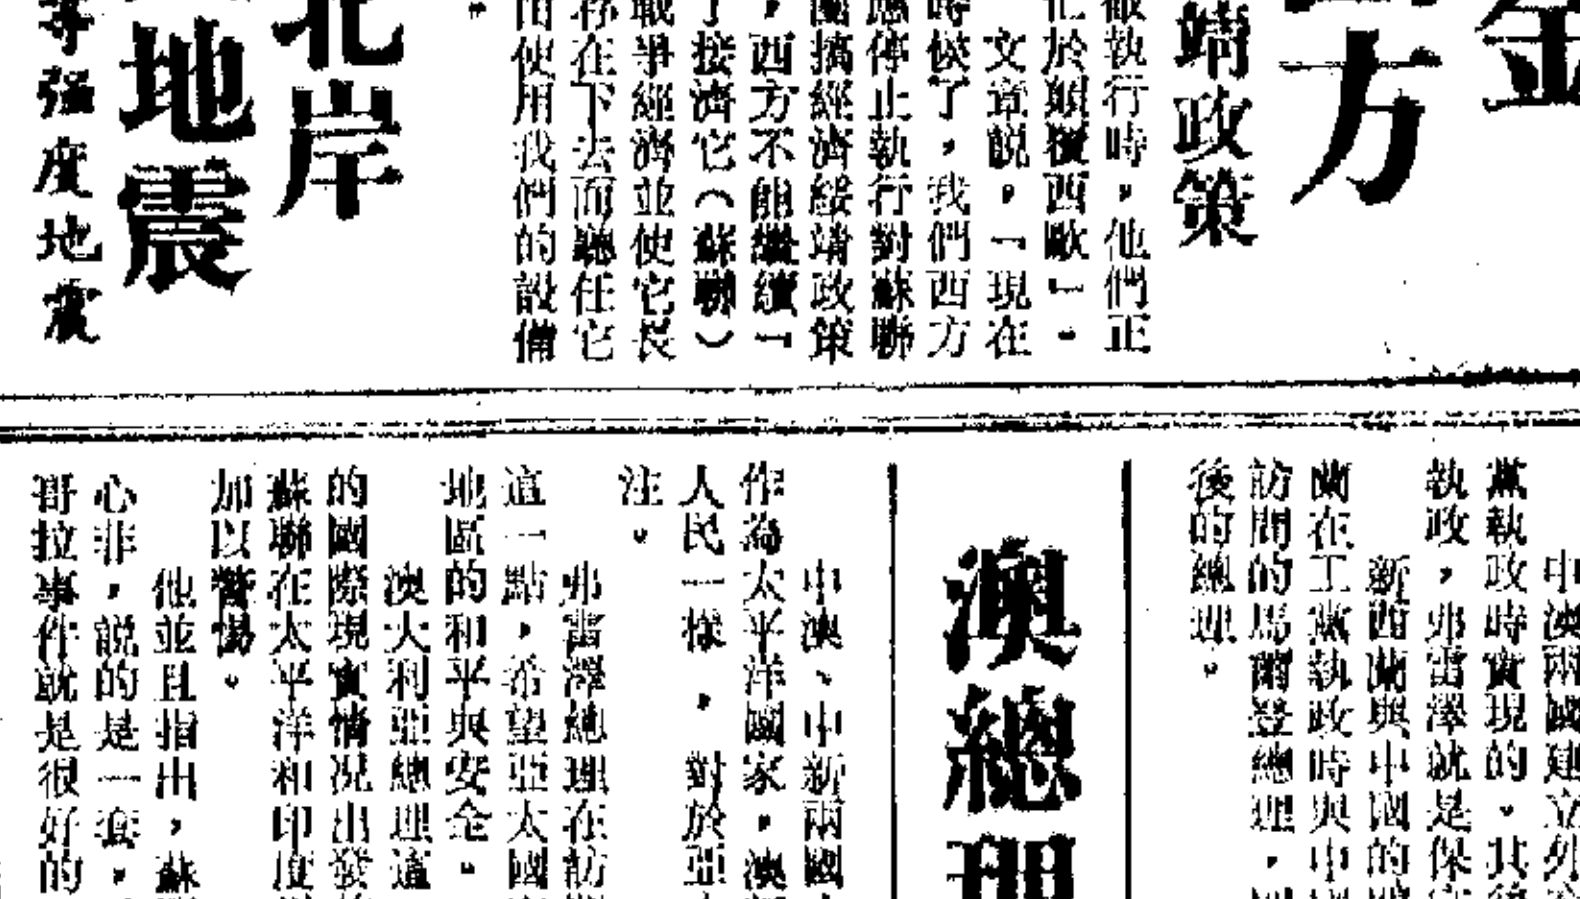 金
方
靖政策
執行時，他們正
於顛覆西歐」。
文章説，「現在
時候了，我們西方
應停止執行對蘇聯
搞經濟綏靖政策
，西方不能繼續「
了接濟它（蘇聯）
戰爭經濟並使它長
存在下去而聽任它
使用我們的設備
北岸
地震
等强度地震
中澳兩國建立外
黨執政時實現的。其後
執政，弗雷澤就是保
新西蘭與中國的
蘭在工黨執政時與中
訪問的馬爾登總理，
後的總理。
澳總理
中澳、中新兩國
作為太平洋國家，澳
人民一樣，對於亞
注。
弗雷澤總理在訪
這一點，希望亞太國
地區的和平與安全。
澳大利亞總理這
的國際現實情況出發
蘇聯在太平洋和印度
加以警惕。
他並且指出，蘇
心非，説的是一套，
哥拉事件就是很好的